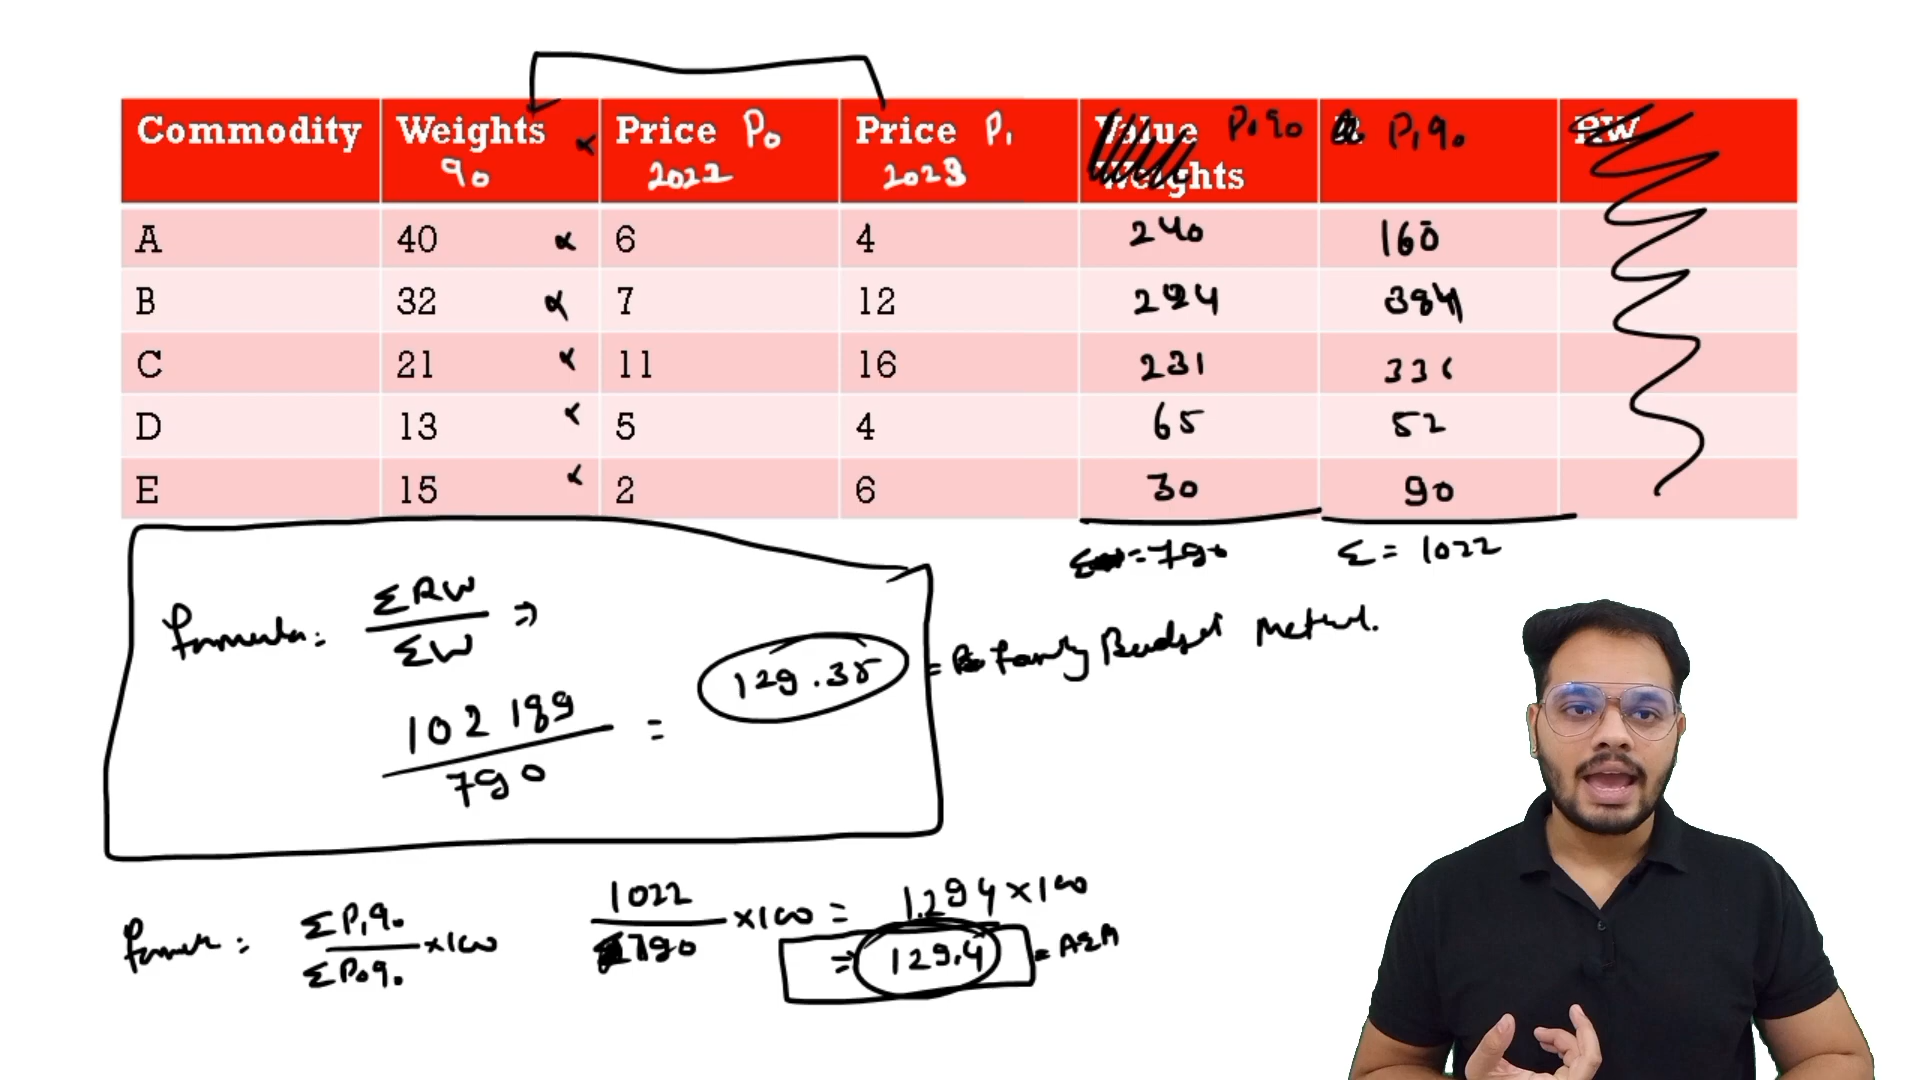 Commodity Weights q₀ × Price P₀ 2022 Price P₁ 2023 Value Weights P₀q₀ R P₁q₀ RW
A 40 × 6 4 240 160
B 32 × 7 12 224 384
C 21 × 11 16 231 336
D 13 × 5 4 65 52
E 15 × 2 6 30 90
Σ = 790 Σ = 1022
formula: ΣRW / ΣW ⇒
102189 / 790 = 129.35 = family Budget Method.
ΣP₁q₀ / ΣP₀q₀ ×100 1022 / 790 ×100 = 1.294×100
= 129.4 = AEM